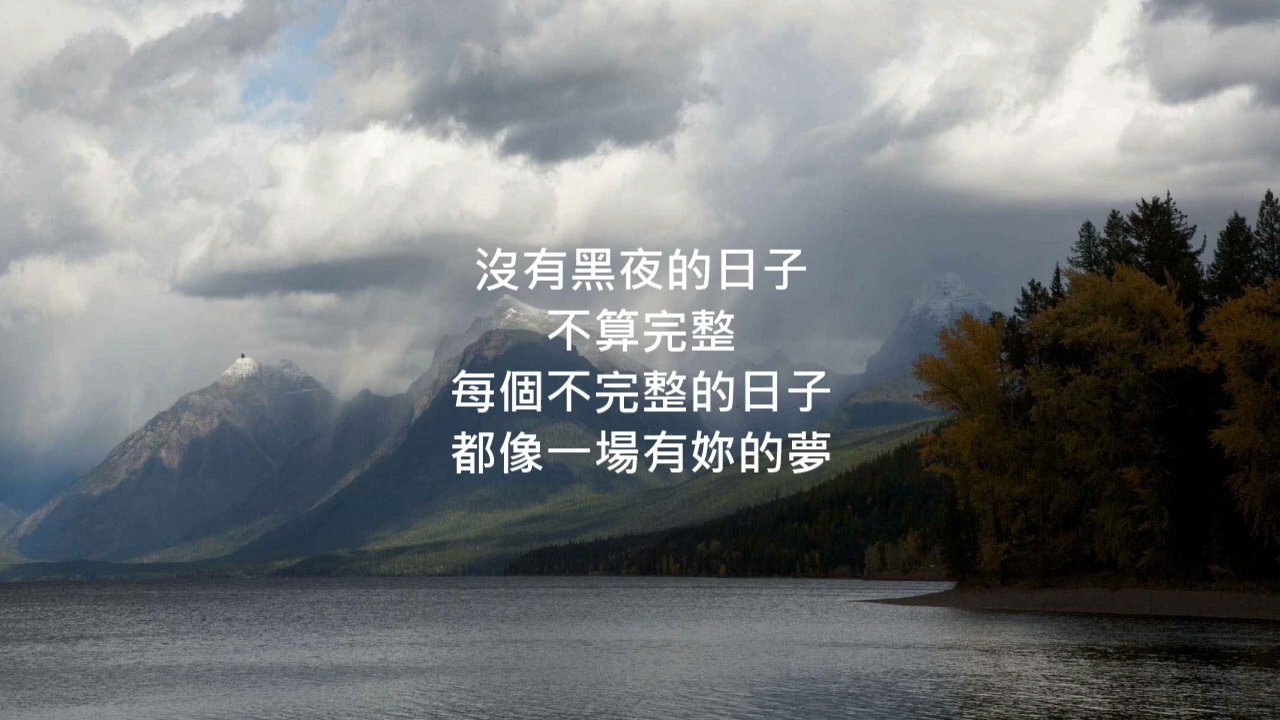 沒有黑夜的日子
不算完整
每個不完整的日子
都像一場有妳的夢